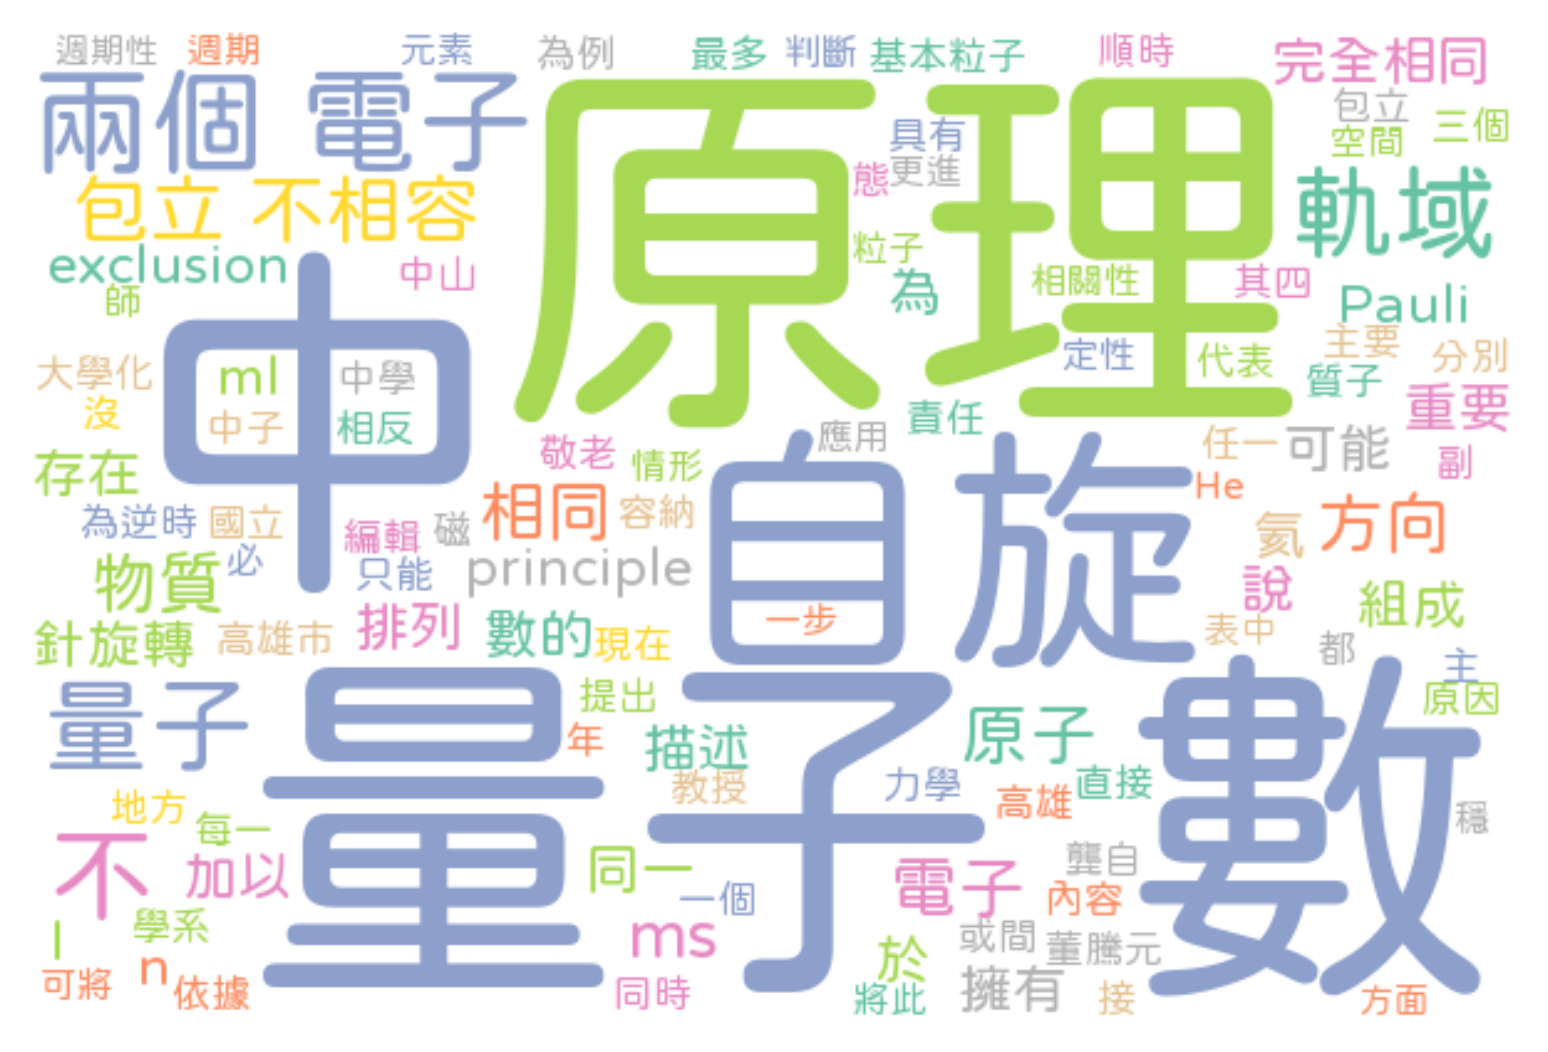 週期性 週期 元素 為例 最多 判斷 基本粒子 順時 完全相同
兩個 電子 原理 具有 包立 三個
空間
包立 不相容 態 更進 軌域
exclusion 中山 粒子 為 相關性 其四 Pauli
師 中 定性 代表 主要 分別
大學化 ml 中學 質子 重要
沒 中子 相反 責任
存在 敬老 情形 應用 任一 可能 副
為逆時 國立 編輯 磁 相同 容納 自旋 He 氦 方向
物質 必 只能 principle 說 組成
針旋轉 高雄市 排列 數的 現在 一步 表中 都 主
量子 量子數 提出 原子 原因
年 描述 教授 力學 高雄 直接
地方 每一 穩
不 加以 同一 一個 電子 龔自 內容
l 學系 ms 於 或間 董騰元
可將 n 依據 同時 將此 擁有 接 方面